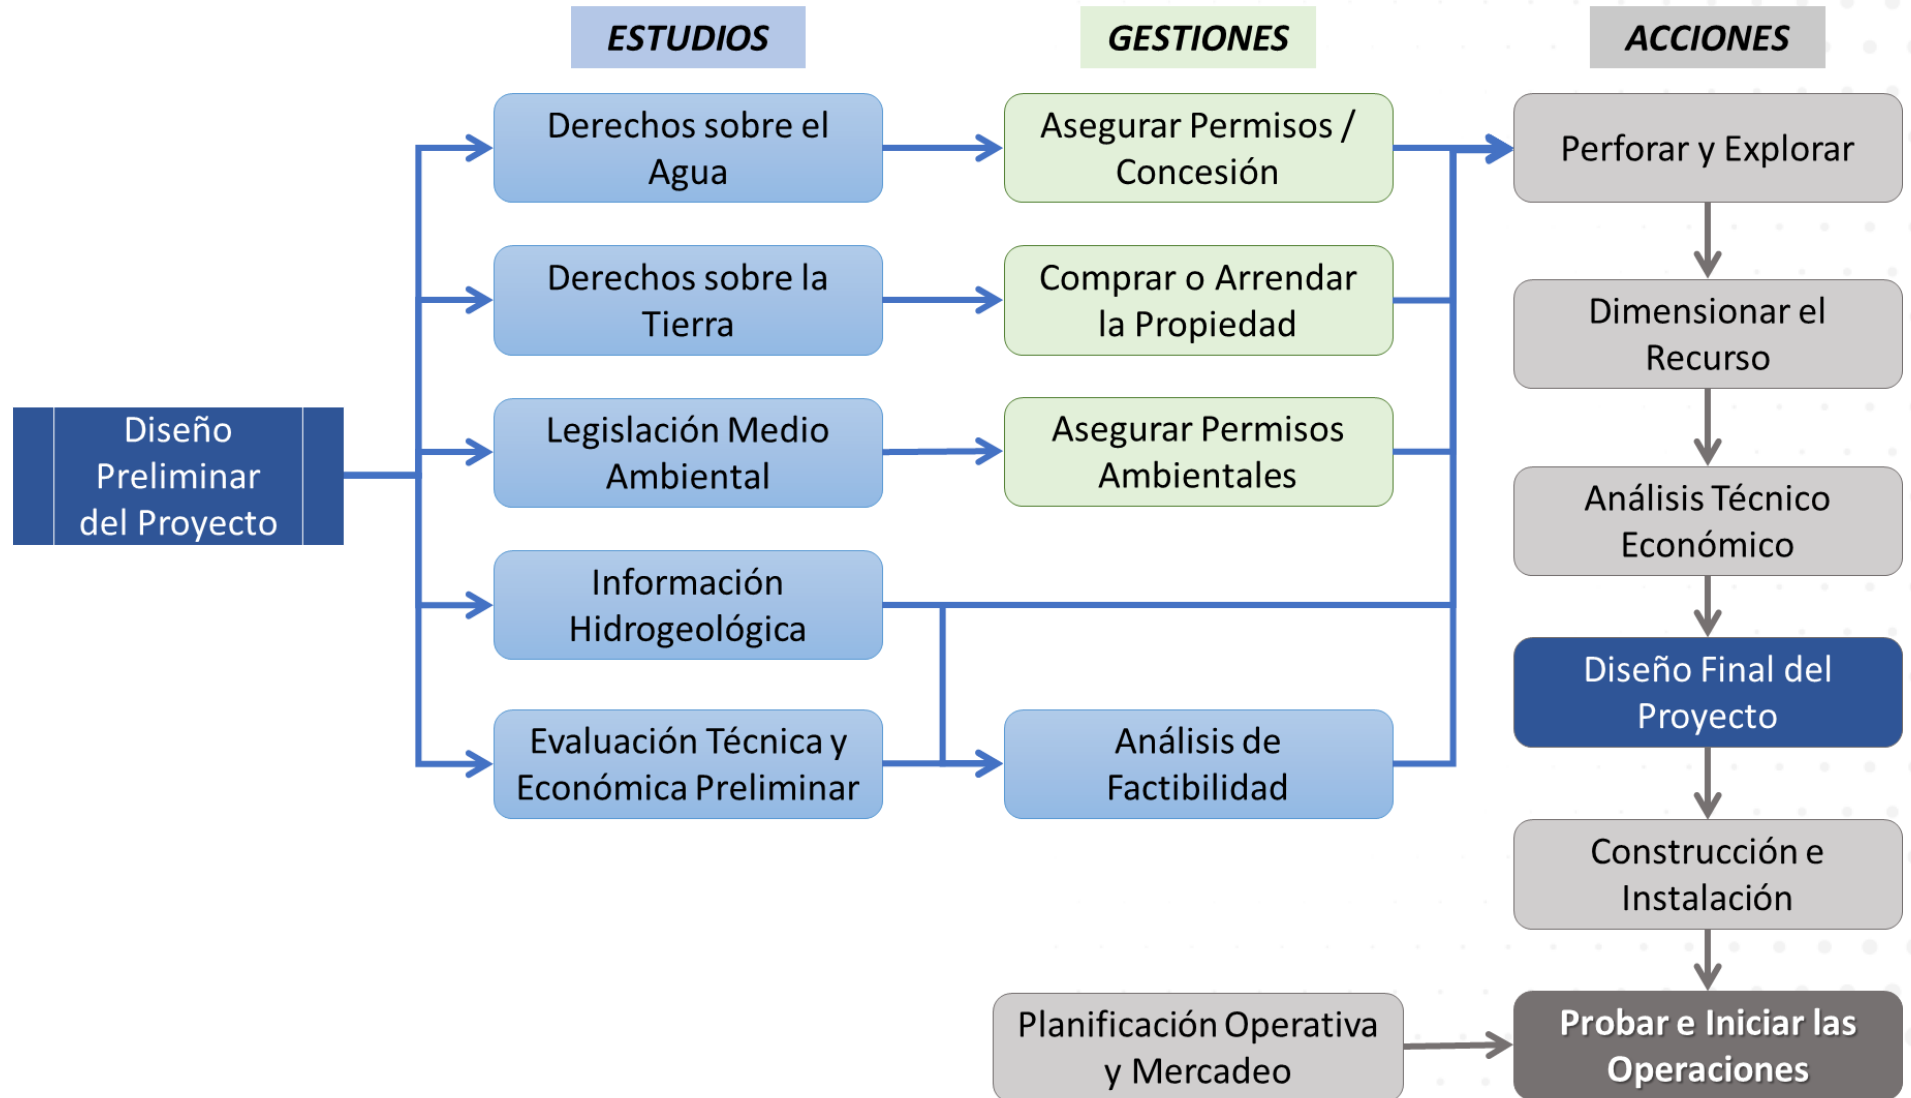 ESTUDIOS
GESTIONES
ACCIONES
Derechos sobre el
Agua
Asegurar Permisos /
Concesión
Perforar y Explorar
Derechos sobre la
Tierra
Comprar o Arrendar
la Propiedad
Dimensionar el
Recurso
Diseño
Preliminar
del Proyecto
Legislación Medio
Ambiental
Asegurar Permisos
Ambientales
Análisis Técnico
Económico
Información
Hidrogeológica
Diseño Final del
Proyecto
Evaluación Técnica y
Económica Preliminar
Análisis de
Factibilidad
Construcción e
Instalación
Planificación Operativa
y Mercadeo
Probar e Iniciar las
Operaciones